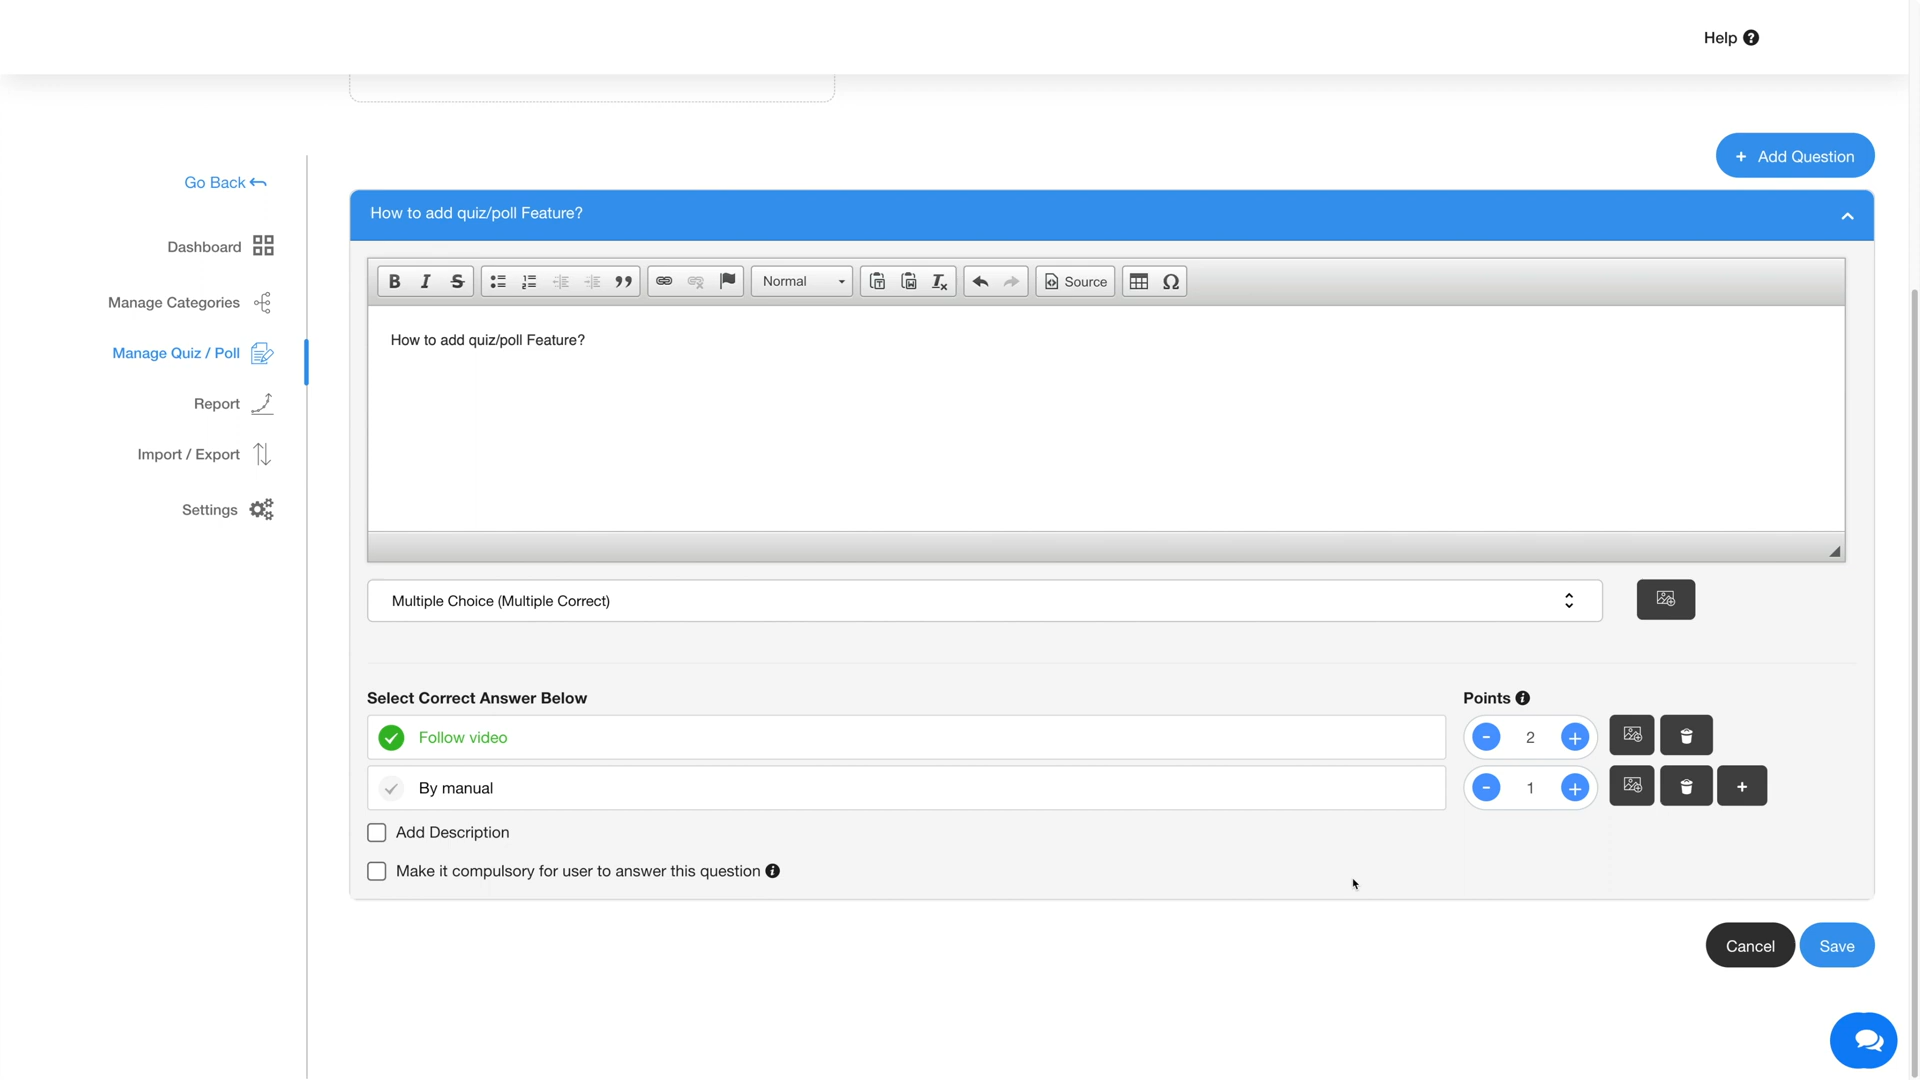 Help
+ Add Question
Go Back
Dashboard
Manage Categories
Manage Quiz / Poll
Report
Import / Export
Settings
How to add quiz/poll Feature?
B I S Normal Source Ω
How to add quiz/poll Feature?
Multiple Choice (Multiple Correct)
Select Correct Answer Below Points
Follow video - 2 +
By manual - 1 + +
Add Description
Make it compulsory for user to answer this question
Cancel Save